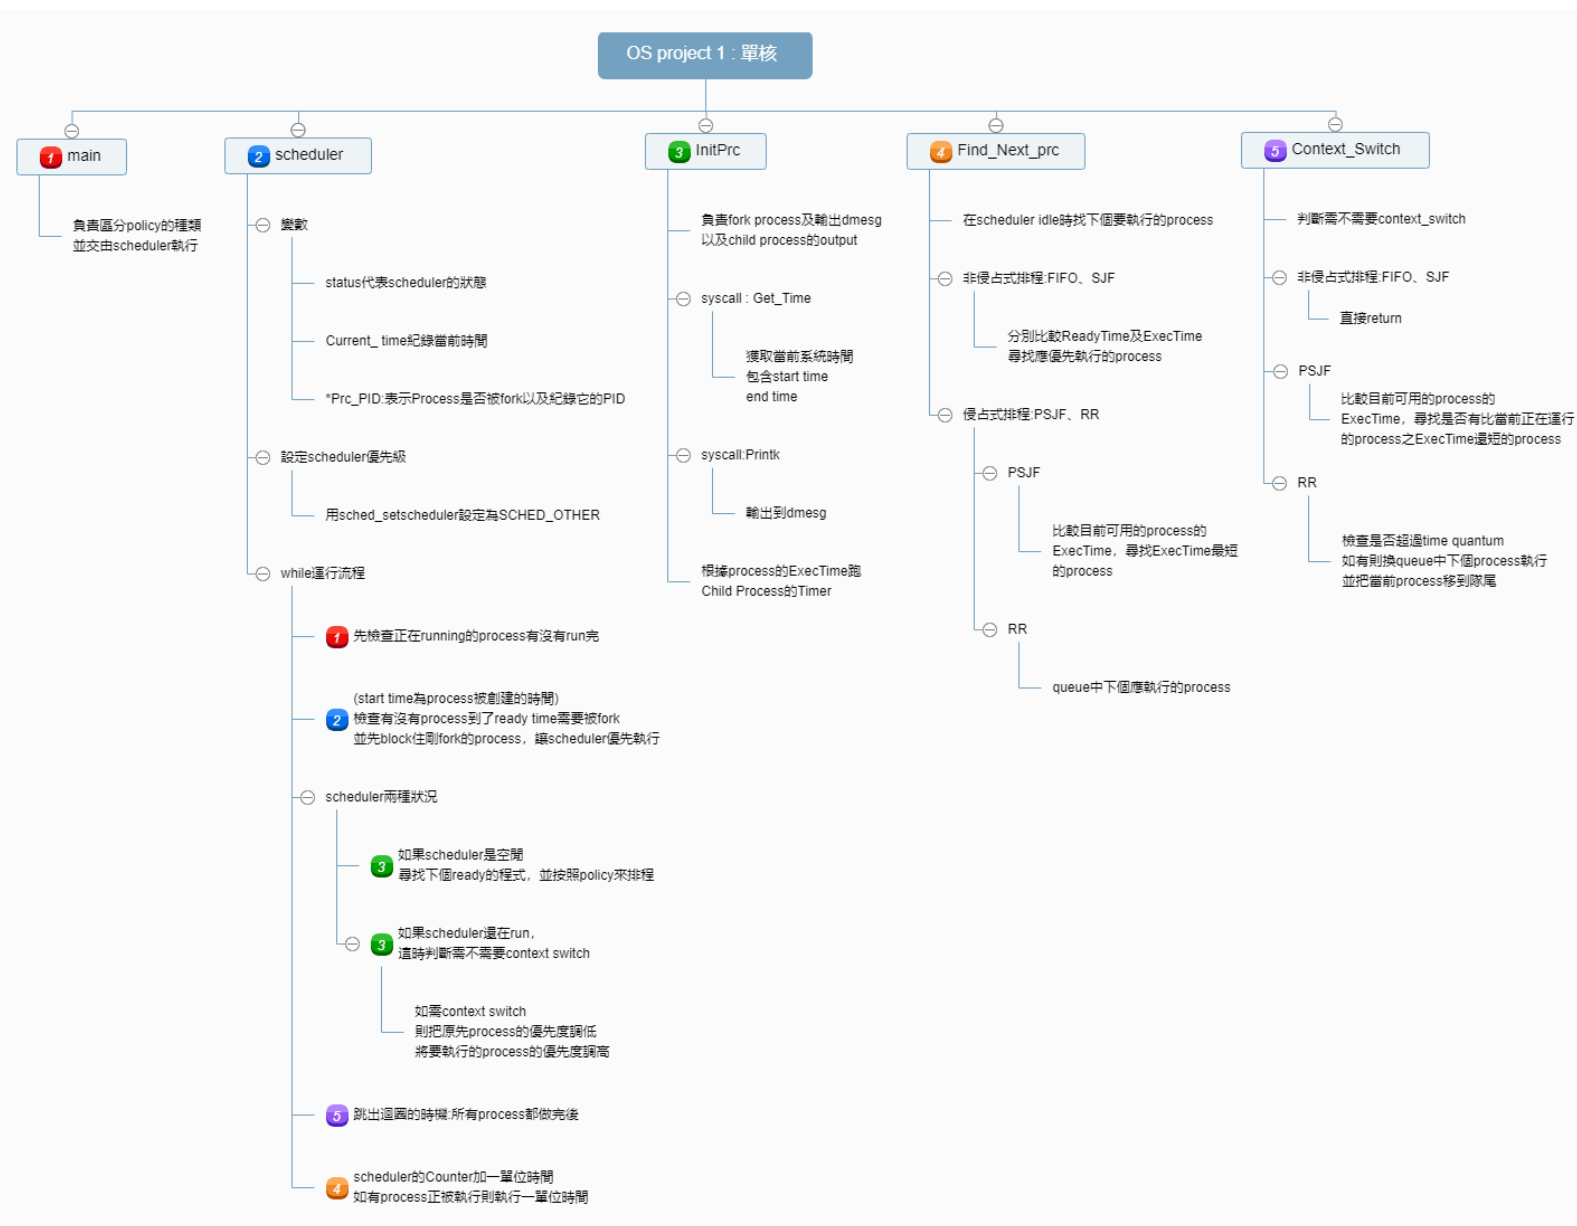 OS project 1 : 單核
1 main
負責區分policy的種類
並交由scheduler執行
2 scheduler
變數
status代表scheduler的狀態
Current_ time紀錄當前時間
*Prc_PID:表示Process是否被fork以及紀錄它的PID
設定scheduler優先級
用sched_setscheduler設定為SCHED_OTHER
while運行流程
1 先檢查正在running的process有沒有run完
(start time為process被創建的時間)
2 檢查有沒有process到了ready time需要被fork
並先block住剛fork的process，讓scheduler優先執行
scheduler兩種狀況
如果scheduler是空閒
3 尋找下個ready的程式，並按照policy來排程
如果scheduler還在run，
3 這時判斷需不需要context switch
如需context switch
則把原先process的優先度調低
將要執行的process的優先度調高
5 跳出迴圈的時機:所有process都做完後
scheduler的Counter加一單位時間
4 如有process正被執行則執行一單位時間
3 InitPrc
負責fork process及輸出dmesg
以及child process的output
syscall : Get_Time
獲取當前系統時間
包含start time
end time
syscall:Printk
輸出到dmesg
根據process的ExecTime跑
Child Process的Timer
4 Find_Next_prc
在scheduler idle時找下個要執行的process
非侵占式排程:FIFO、SJF
分別比較ReadyTime及ExecTime
尋找應優先執行的process
侵占式排程:PSJF、RR
PSJF
比較目前可用的process的
ExecTime，尋找ExecTime最短
的process
RR
queue中下個應執行的process
5 Context_Switch
判斷需不需要context_switch
非侵占式排程:FIFO、SJF
直接return
PSJF
比較目前可用的process的
ExecTime，尋找是否有比當前正在運行
的process之ExecTime還短的process
RR
檢查是否超過time quantum
如有則換queue中下個process執行
並把當前process移到隊尾